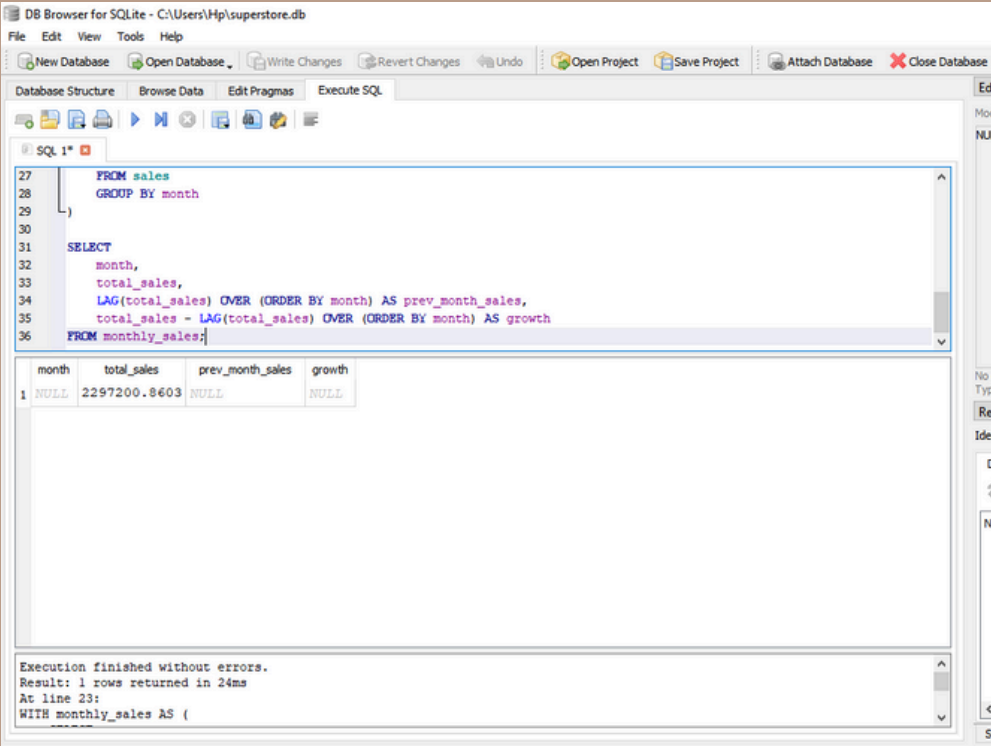 DB Browser for SQLite - C:\Users\Hp\superstore.db
File Edit View Tools Help
New Database Open Database Write Changes Revert Changes Undo Open Project Save Project Attach Database Close Database
Database Structure Browse Data Edit Pragmas Execute SQL
SQL 1*
27 FROM sales
28 GROUP BY month
29 )
30
31 SELECT
32 month,
33 total_sales,
34 LAG(total_sales) OVER (ORDER BY month) AS prev_month_sales,
35 total_sales - LAG(total_sales) OVER (ORDER BY month) AS growth
36 FROM monthly_sales;
month total_sales prev_month_sales growth
1 NULL 2297200.8603 NULL NULL
Execution finished without errors.
Result: 1 rows returned in 24ms
At line 23:
WITH monthly_sales AS (
Ed
No